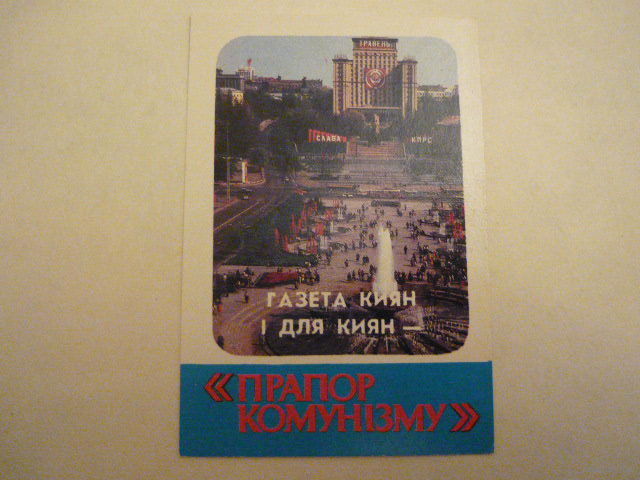 ТРАВЕНЬ
СЛАВА КПРС
ГАЗЕТА КИЯН
І ДЛЯ КИЯН —
«ПРАПОР
КОМУНІЗМУ»